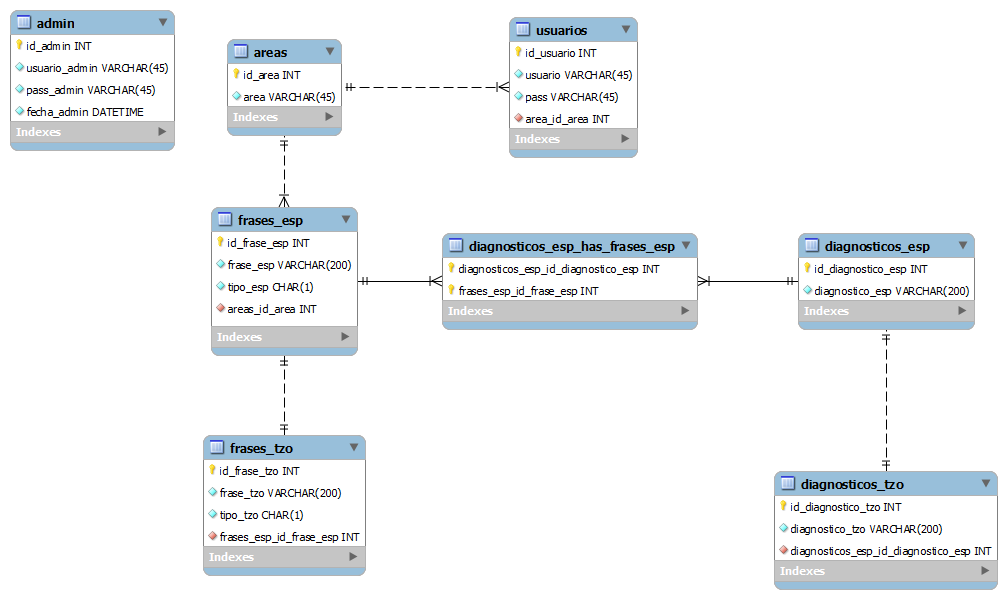 admin
id_admin INT
usuario_admin VARCHAR(45)
pass_admin VARCHAR(45)
fecha_admin DATETIME
Indexes
areas
id_area INT
area VARCHAR(45)
Indexes
usuarios
id_usuario INT
usuario VARCHAR(45)
pass VARCHAR(45)
area_id_area INT
Indexes
frases_esp
id_frase_esp INT
frase_esp VARCHAR(200)
tipo_esp CHAR(1)
areas_id_area INT
Indexes
diagnosticos_esp_has_frases_esp
diagnosticos_esp_id_diagnostico_esp INT
frases_esp_id_frase_esp INT
Indexes
diagnosticos_esp
id_diagnostico_esp INT
diagnostico_esp VARCHAR(200)
Indexes
frases_tzo
id_frase_tzo INT
frase_tzo VARCHAR(200)
tipo_tzo CHAR(1)
frases_esp_id_frase_esp INT
Indexes
diagnosticos_tzo
id_diagnostico_tzo INT
diagnostico_tzo VARCHAR(200)
diagnosticos_esp_id_diagnostico_esp INT
Indexes